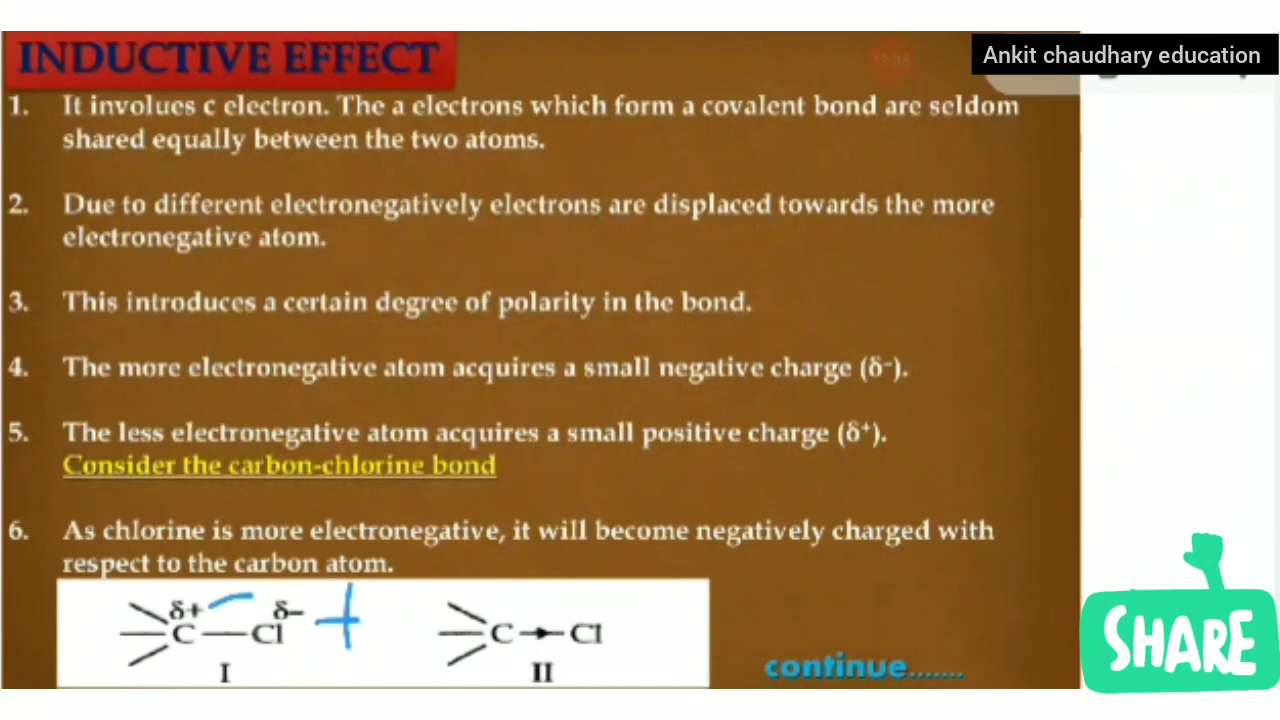 INDUCTIVE EFFECT
Ankit chaudhary education
1. It involues c electron. The a electrons which form a covalent bond are seldom
shared equally between the two atoms.
2. Due to different electronegatively electrons are displaced towards the more
electronegative atom.
3. This introduces a certain degree of polarity in the bond.
4. The more electronegative atom acquires a small negative charge (δ⁻).
5. The less electronegative atom acquires a small positive charge (δ⁺).
Consider the carbon-chlorine bond
6. As chlorine is more electronegative, it will become negatively charged with
respect to the carbon atom.
δ+ δ–
C — Cl
I
C Cl
II
continue.......
SHARE